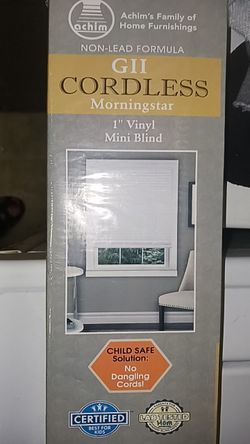 achim
Achim's Family of
Home Furnishings
NON-LEAD FORMULA
GII
CORDLESS
Morningstar
1" Vinyl
Mini Blind
CHILD SAFE
Solution:
No
Dangling
Cords!
CERTIFIED
BEST FOR
KIDS
Mom